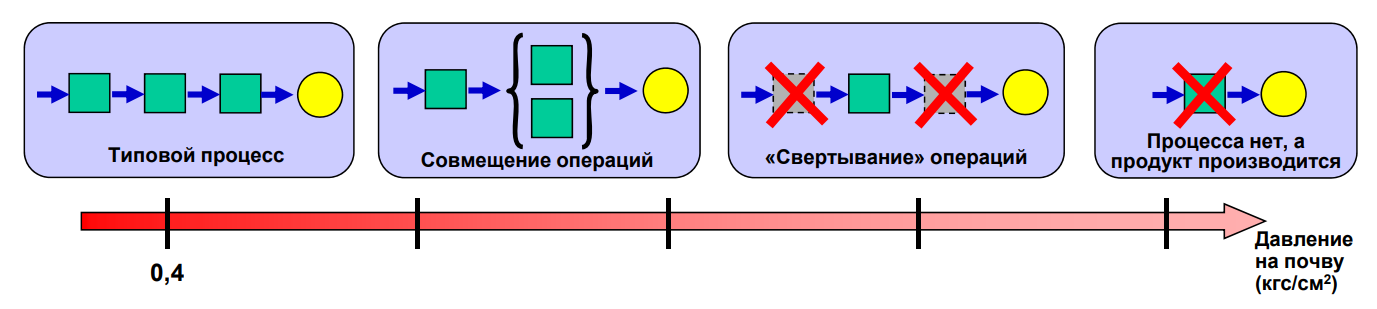 Типовой процесс
Совмещение операций
«Свертывание» операций
Процесса нет, а
продукт производится
0,4
Давление
на почву
(кгс/см²)